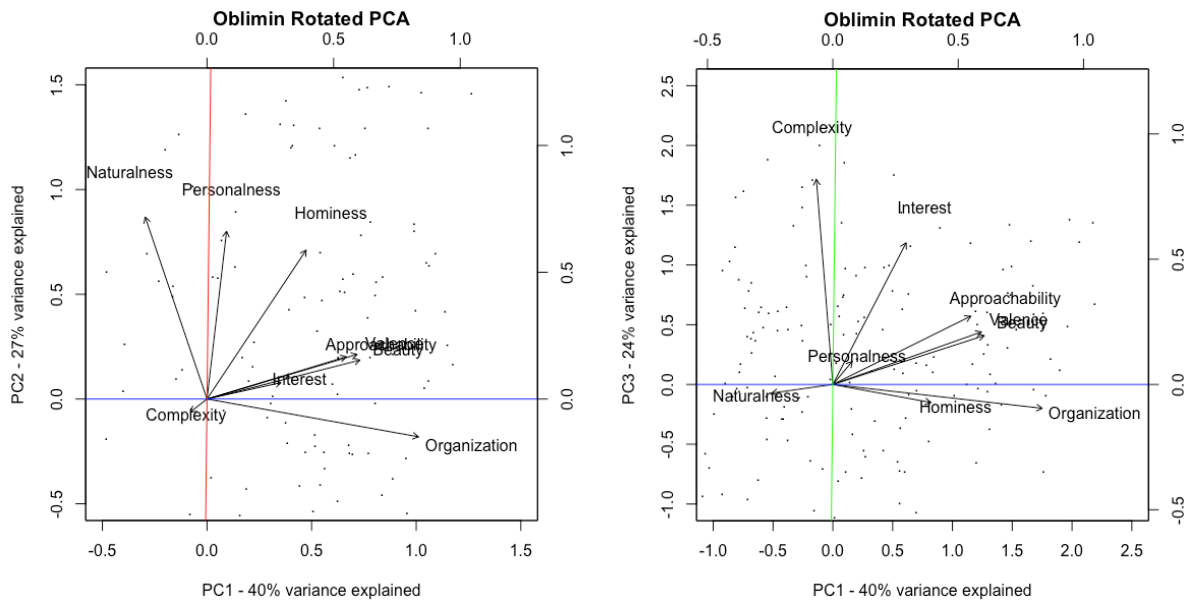 Oblimin Rotated PCA
0.0 0.5 1.0
1.5
1.0
0.5
0.0
-0.5
1.0
0.5
0.0
PC2 - 27% variance explained
Naturalness
Personalness
Hominess
Approachability
Valence
Beauty
Interest
Complexity
Organization
-0.5 0.0 0.5 1.0 1.5
PC1 - 40% variance explained
Oblimin Rotated PCA
-0.5 0.0 0.5 1.0
2.5
2.0
1.5
1.0
0.5
0.0
-0.5
-1.0
1.0
0.5
0.0
-0.5
PC3 - 24% variance explained
Complexity
Interest
Approachability
Valence
Beauty
Personalness
Naturalness
Hominess
Organization
-1.0 -0.5 0.0 0.5 1.0 1.5 2.0 2.5
PC1 - 40% variance explained